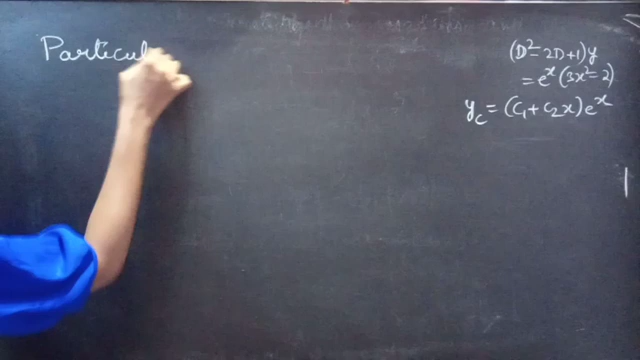 Particul
(D²-2D+1)y
= eˣ(3x²-2)
y_c = (c₁+c₂x)eˣ